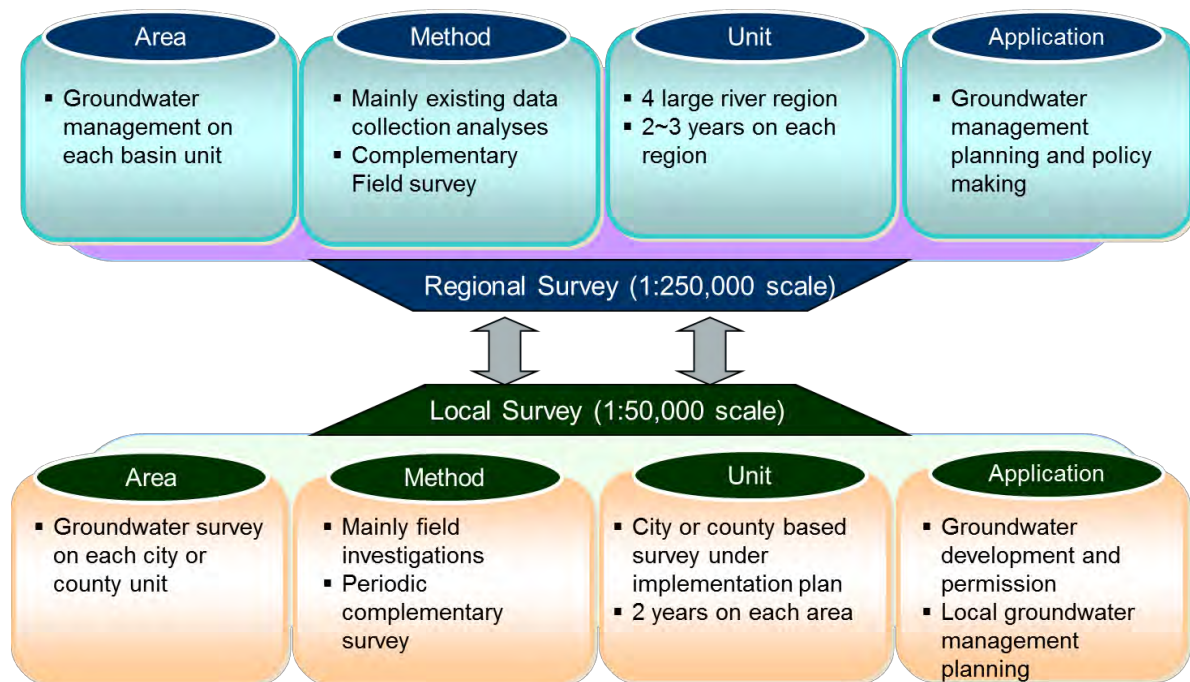 Area
▪ Groundwater
management on
each basin unit
Method
▪ Mainly existing data
collection analyses
▪ Complementary
Field survey
Unit
▪ 4 large river region
▪ 2~3 years on each
region
Application
▪ Groundwater
management
planning and policy
making
Regional Survey (1:250,000 scale)
Local Survey (1:50,000 scale)
Area
▪ Groundwater survey
on each city or
county unit
Method
▪ Mainly field
investigations
▪ Periodic
complementary
survey
Unit
▪ City or county based
survey under
implementation plan
▪ 2 years on each area
Application
▪ Groundwater
development and
permission
▪ Local groundwater
management
planning